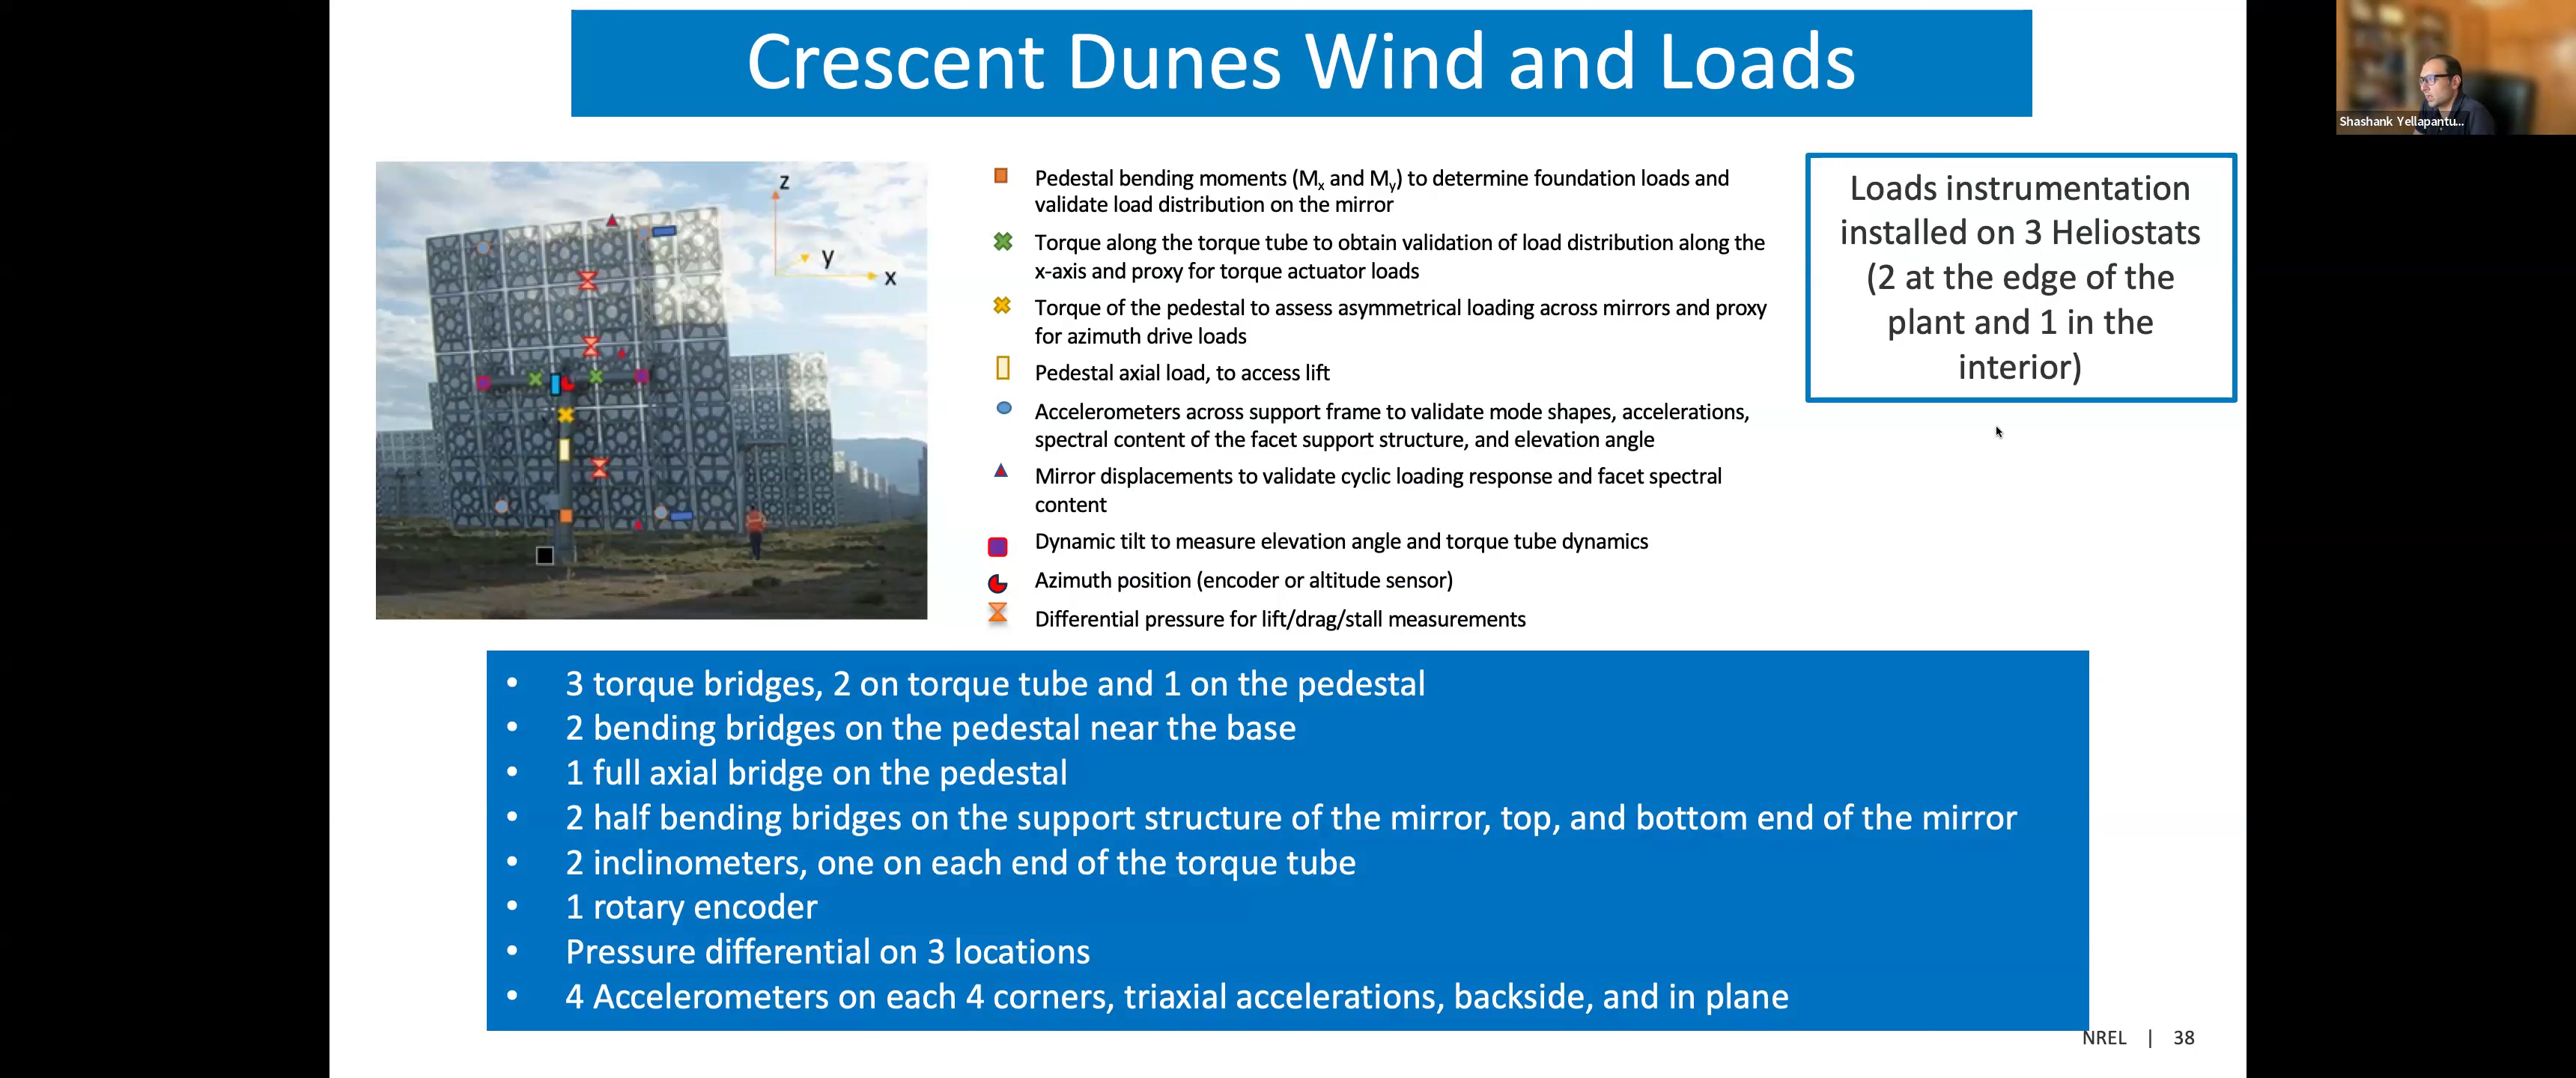 Crescent Dunes Wind and Loads
Shashank Yellapantu...
z
y
x
Pedestal bending moments (Mx and My) to determine foundation loads and
validate load distribution on the mirror
Torque along the torque tube to obtain validation of load distribution along the
x-axis and proxy for torque actuator loads
Torque of the pedestal to assess asymmetrical loading across mirrors and proxy
for azimuth drive loads
Pedestal axial load, to access lift
Accelerometers across support frame to validate mode shapes, accelerations,
spectral content of the facet support structure, and elevation angle
Mirror displacements to validate cyclic loading response and facet spectral
content
Dynamic tilt to measure elevation angle and torque tube dynamics
Azimuth position (encoder or altitude sensor)
Differential pressure for lift/drag/stall measurements
Loads instrumentation
installed on 3 Heliostats
(2 at the edge of the
plant and 1 in the
interior)
• 3 torque bridges, 2 on torque tube and 1 on the pedestal
• 2 bending bridges on the pedestal near the base
• 1 full axial bridge on the pedestal
• 2 half bending bridges on the support structure of the mirror, top, and bottom end of the mirror
• 2 inclinometers, one on each end of the torque tube
• 1 rotary encoder
• Pressure differential on 3 locations
• 4 Accelerometers on each 4 corners, triaxial accelerations, backside, and in plane
NREL | 38